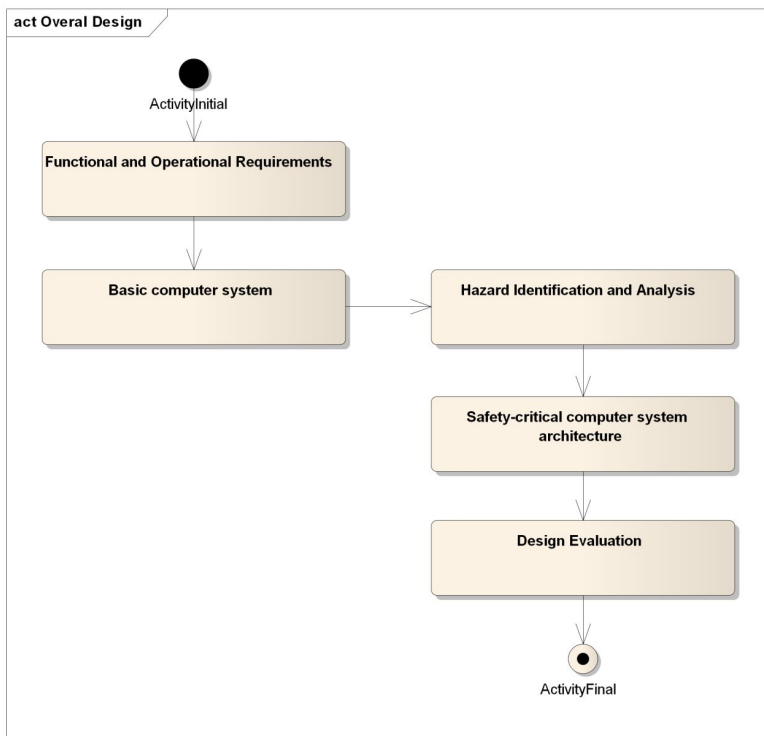 act Overal Design
ActivityInitial
Functional and Operational Requirements
Basic computer system
Hazard Identification and Analysis
Safety-critical computer system
architecture
Design Evaluation
ActivityFinal